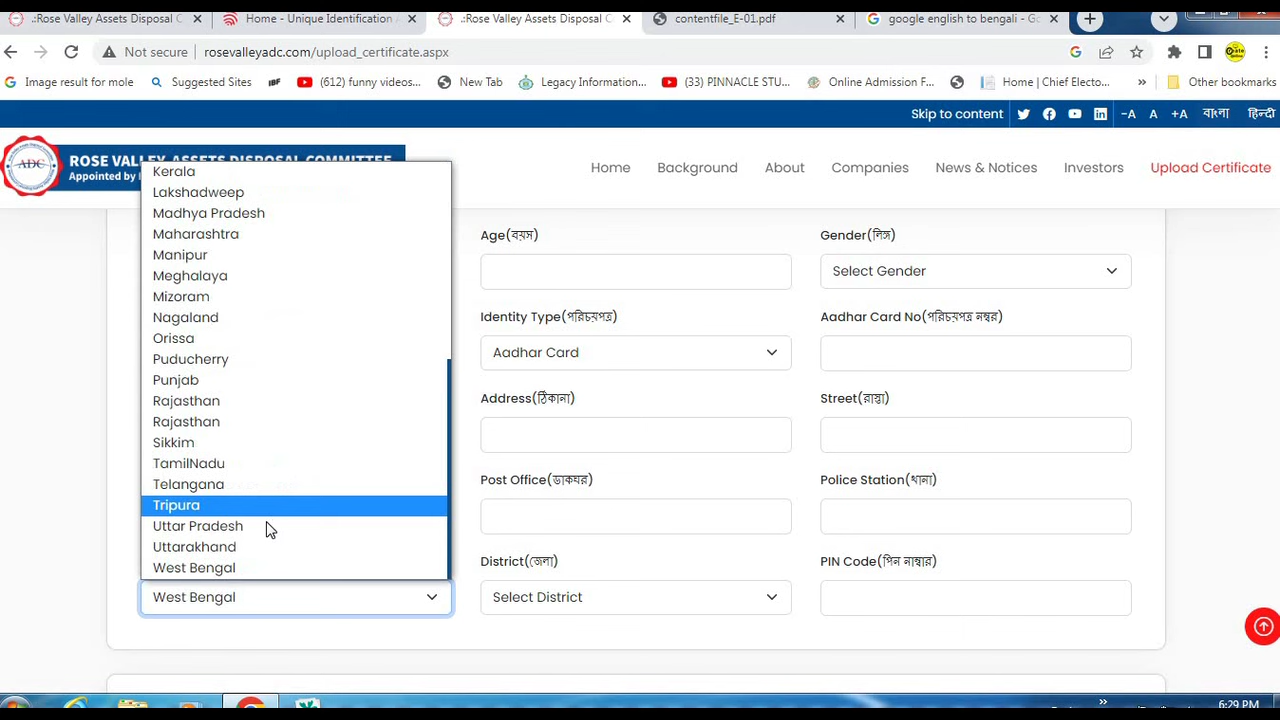 .:Rose Valley Assets Disposal C
Home - Unique Identification A
.:Rose Valley Assets Disposal C
contentfile_E-01.pdf
google english to bengali - Go
Not secure
rosevalleyadc.com/upload_certificate.aspx
Image result for mole
Suggested Sites
IBF
(612) funny videos...
New Tab
Legacy Information...
(33) PINNACLE STU...
Online Admission F...
Home | Chief Electo...
»
Other bookmarks
Skip to content
-A
A
+A
বাংলা
हिन्दी
ADC
ROSE VALLEY ASSETS DISPOSAL COMMITTEE
Appointed by
Home
Background
About
Companies
News & Notices
Investors
Upload Certificate
Kerala
Lakshadweep
Madhya Pradesh
Maharashtra
Manipur
Meghalaya
Mizoram
Nagaland
Orissa
Puducherry
Punjab
Rajasthan
Rajasthan
Sikkim
TamilNadu
Telangana
Tripura
Uttar Pradesh
Uttarakhand
West Bengal
West Bengal
Age(বয়স)
Gender(লিঙ্গ)
Select Gender
Identity Type(পরিচয়পত্র)
Aadhar Card No(পরিচয়পত্র নম্বর)
Aadhar Card
Address(ঠিকানা)
Street(রাস্তা)
Post Office(ডাকঘর)
Police Station(থানা)
District(জেলা)
PIN Code(পিন নাম্বার)
Select District
»
6:29 PM